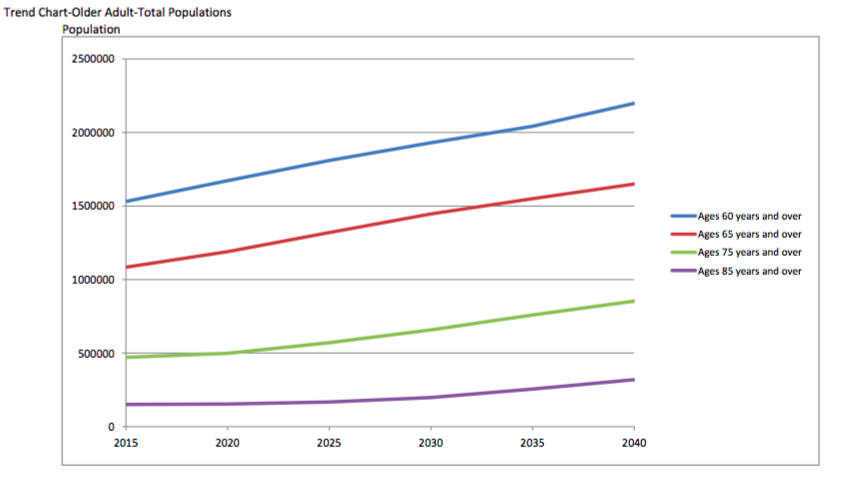 Trend Chart-Older Adult-Total Populations
Population
2500000
2000000
1500000
1000000
500000
0
2015 2020 2025 2030 2035 2040
Ages 60 years and over
Ages 65 years and over
Ages 75 years and over
Ages 85 years and over